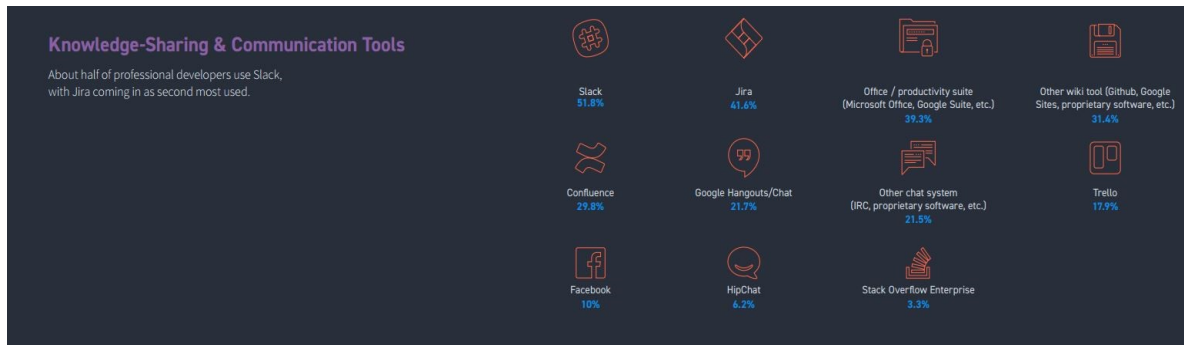 Knowledge-Sharing & Communication Tools
About half of professional developers use Slack,
with Jira coming in as second most used.
Slack
51.8%
Jira
41.6%
Office / productivity suite
(Microsoft Office, Google Suite, etc.)
39.3%
Other wiki tool (Github, Google
Sites, proprietary software, etc.)
31.4%
Confluence
29.8%
Google Hangouts/Chat
21.7%
Other chat system
(IRC, proprietary software, etc.)
21.5%
Trello
17.9%
Facebook
10%
HipChat
6.2%
Stack Overflow Enterprise
3.3%